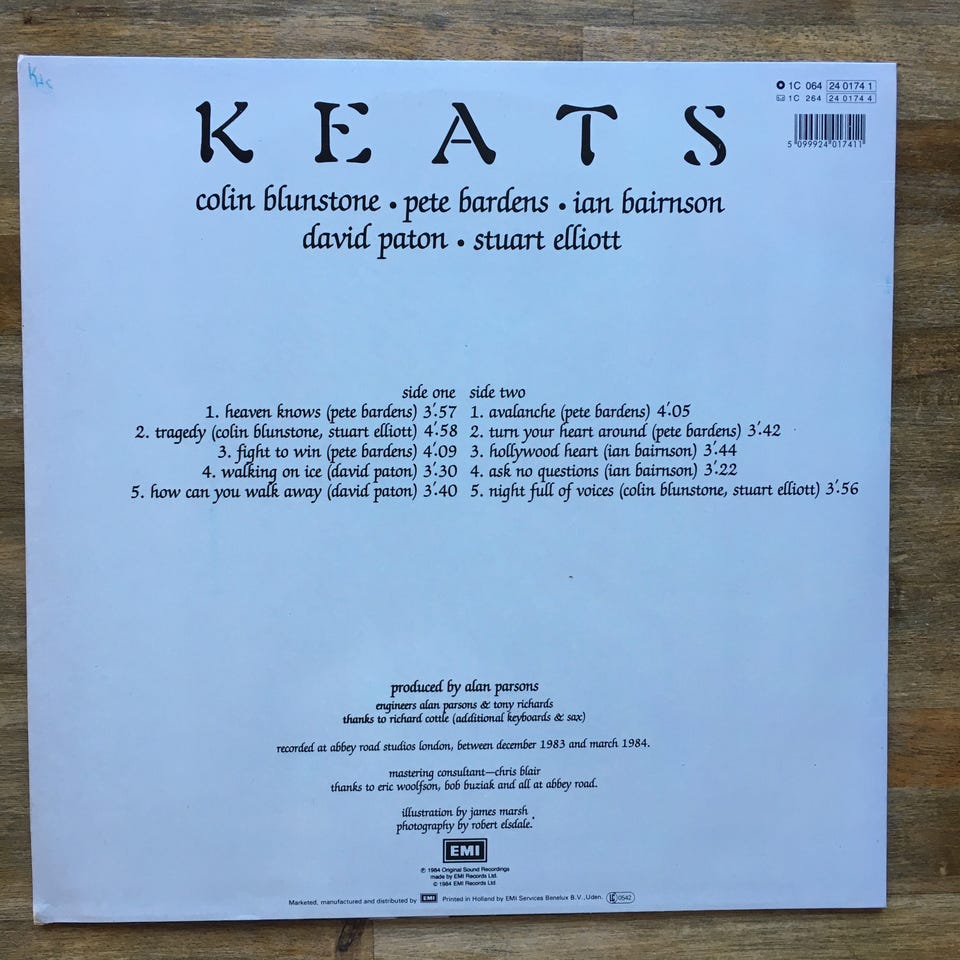 Kts
1C 064 24 0174 1
1C 264 24 0174 4
5 099924 017411
KEATS
colin blunstone • pete bardens • ian bairnson
david paton • stuart elliott
side one
1. heaven knows (pete bardens) 3'.57
2. tragedy (colin blunstone, stuart elliott) 4'.58
3. fight to win (pete bardens) 4'.09
4. walking on ice (david paton) 3'.30
5. how can you walk away (david paton) 3'.40
side two
1. avalanche (pete bardens) 4'.05
2. turn your heart around (pete bardens) 3'.42
3. hollywood heart (ian bairnson) 3'.44
4. ask no questions (ian bairnson) 3'.22
5. night full of voices (colin blunstone, stuart elliott) 3'.56
produced by alan parsons
engineers alan parsons & tony richards
thanks to richard cottle (additional keyboards & sax)
recorded at abbey road studios london, between december 1983 and march 1984.
mastering consultant—chris blair
thanks to eric woolfson, bob buziak and all at abbey road.
illustration by james marsh
photography by robert elsdale.
EMI
℗ 1984 Original Sound Recordings
made by EMI Records Ltd.
© 1984 EMI Records Ltd
Marketed, manufactured and distributed by EMI Printed in Holland by EMI Services Benelux B.V., Uden. LC 0542